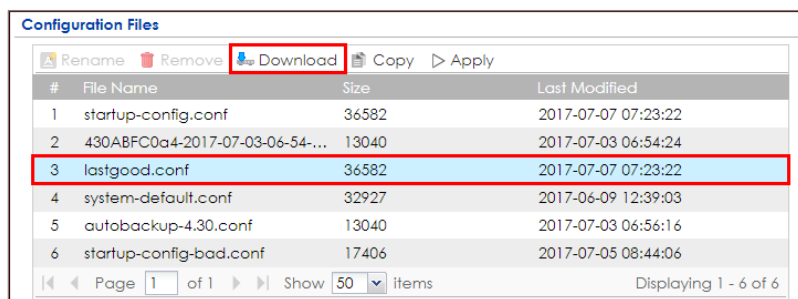 Configuration Files
Rename Remove Download Copy Apply
# File Name Size Last Modified
1 startup-config.conf 36582 2017-07-07 07:23:22
2 430ABFC0a4-2017-07-03-06-54-... 13040 2017-07-03 06:54:24
3 lastgood.conf 36582 2017-07-07 07:23:22
4 system-default.conf 32927 2017-06-09 12:39:03
5 autobackup-4.30.conf 13040 2017-07-03 06:56:16
6 startup-config-bad.conf 17406 2017-07-05 08:44:06
Page 1 of 1 Show 50 items Displaying 1 - 6 of 6